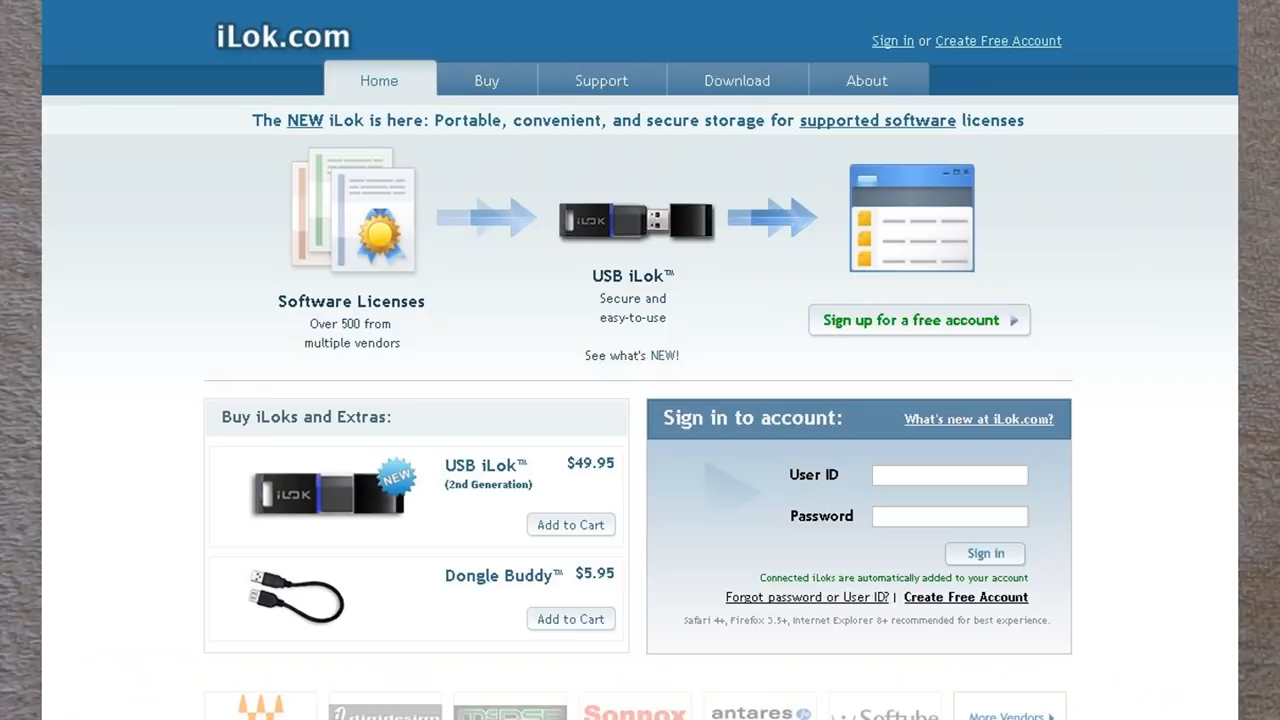 iLok.com
Sign in or Create Free Account
Home Buy Support Download About
The NEW iLok is here: Portable, convenient, and secure storage for supported software licenses
iLOK
Software Licenses
Over 500 from
multiple vendors
USB iLok™
Secure and
easy-to-use
See what's NEW!
Sign up for a free account
Buy iLoks and Extras:
iLOK
NEW
USB iLok™ $49.95
(2nd Generation)
Add to Cart
Dongle Buddy™ $5.95
Add to Cart
Sign in to account: What's new at iLok.com?
User ID
Password
Sign in
Connected iLoks are automatically added to your account
Forgot password or User ID? | Create Free Account
Safari 4+, Firefox 3.5+, Internet Explorer 8+ recommended for best experience.
digidesign Sonnox antares Softube More Vendors